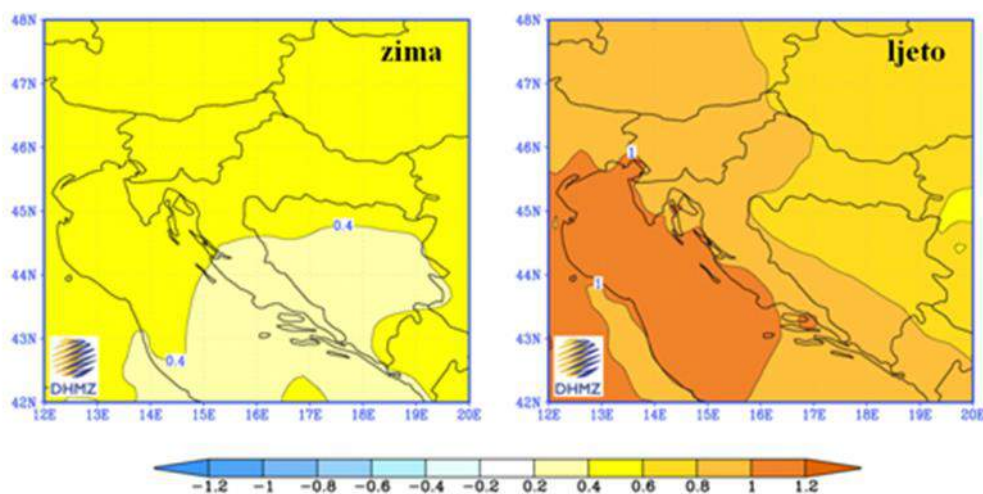 48N
47N
46N
45N
44N
43N
42N
12E 13E 14E 15E 16E 17E 18E 19E 20E
zima
0.4
0.4
DHMZ
48N
47N
46N
45N
44N
43N
42N
12E 13E 14E 15E 16E 17E 18E 19E 20E
ljeto
1
1
DHMZ
-1.2 -1 -0.8 -0.6 -0.4 -0.2 0.2 0.4 0.6 0.8 1 1.2